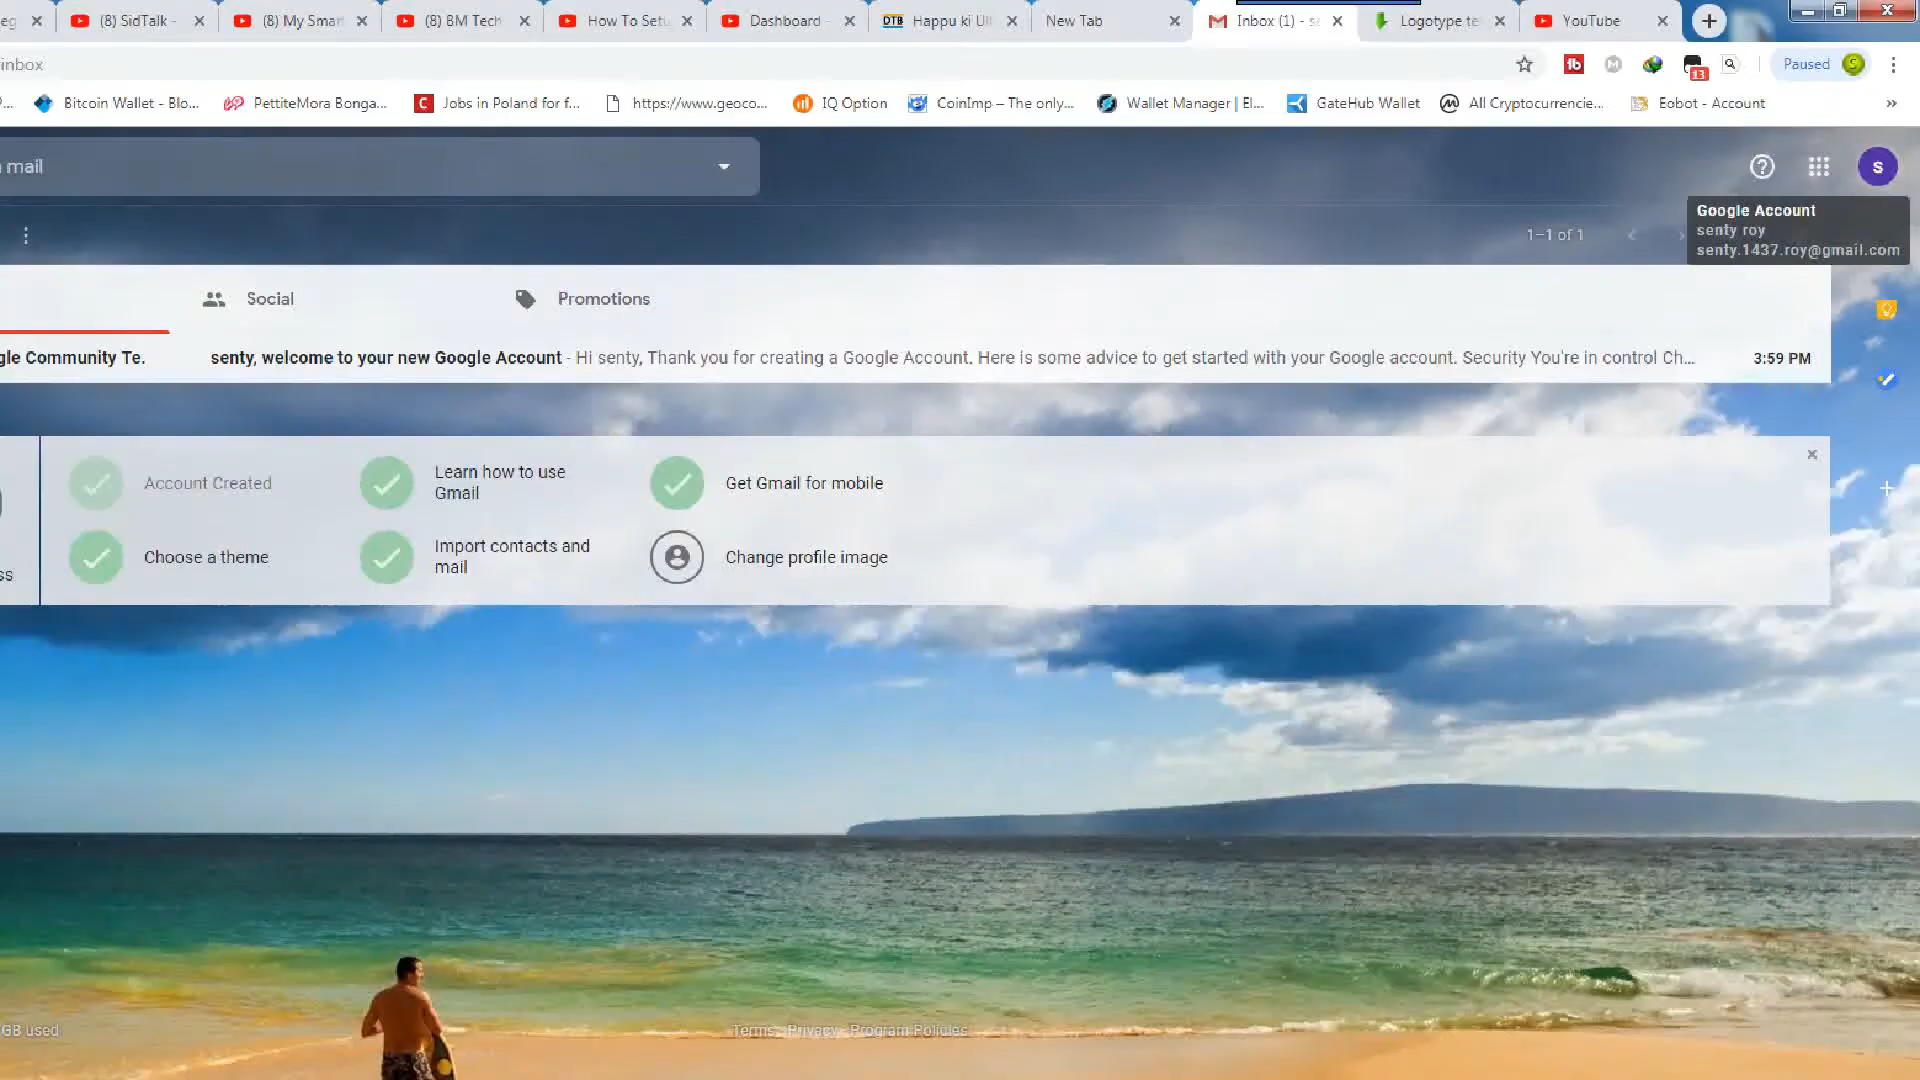 (8) SidTalk -
(8) My Smar
(8) BM Tech
How To Setu
Dashboard -
DTB
Happu ki Ul
New Tab
Inbox (1) - se
Logotype te
YouTube
inbox
13
Paused
S
Bitcoin Wallet - Blo...
PettiteMora Bonga...
Jobs in Poland for f...
https://www.geoco...
IQ Option
CoinImp – The only...
Wallet Manager | El...
GateHub Wallet
All Cryptocurrencie...
Eobot - Account
mail
s
Google Account
senty roy
senty.1437.roy@gmail.com
1–1 of 1
Social
Promotions
gle Community Te.
senty, welcome to your new Google Account - Hi senty, Thank you for creating a Google Account. Here is some advice to get started with your Google account. Security You're in control Ch...
3:59 PM
Account Created
Learn how to use
Gmail
Get Gmail for mobile
Choose a theme
Import contacts and
mail
Change profile image
ss
GB used
Terms · Privacy · Program Policies